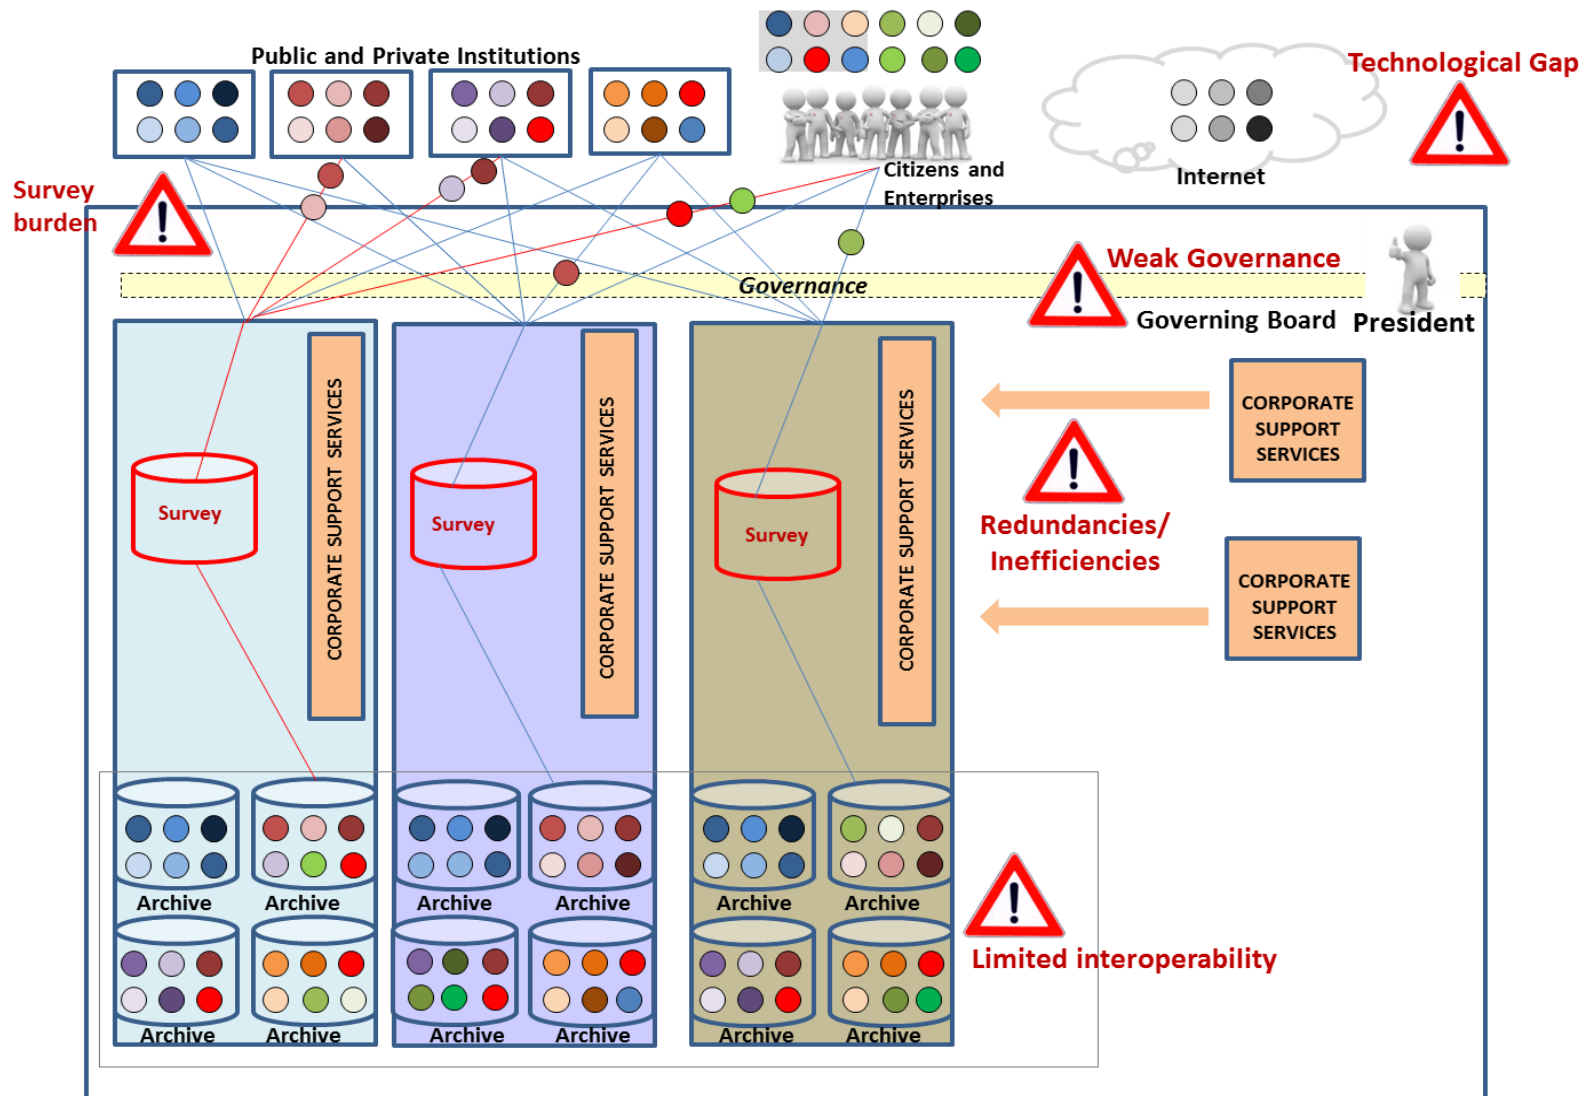 Public and Private Institutions
Technological Gap
Internet
Citizens and
Enterprises
Survey
burden
Weak Governance
Governance
Governing Board
President
CORPORATE SUPPORT SERVICES
CORPORATE SUPPORT SERVICES
CORPORATE SUPPORT SERVICES
CORPORATE
SUPPORT
SERVICES
Survey
Survey
Survey
Redundancies/
Inefficiencies
CORPORATE
SUPPORT
SERVICES
Archive
Archive
Archive
Archive
Archive
Archive
Limited interoperability
Archive
Archive
Archive
Archive
Archive
Archive